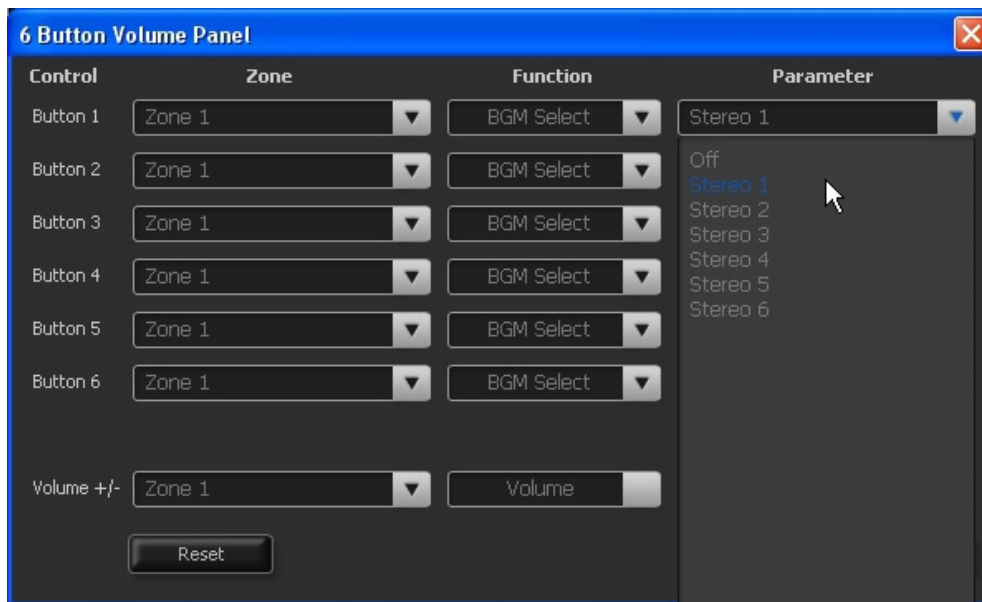 6 Button Volume Panel
Control Zone Function Parameter
Button 1 Zone 1 BGM Select Stereo 1
Button 2 Zone 1 BGM Select
Button 3 Zone 1 BGM Select
Button 4 Zone 1 BGM Select
Button 5 Zone 1 BGM Select
Button 6 Zone 1 BGM Select
Off
Stereo 1
Stereo 2
Stereo 3
Stereo 4
Stereo 5
Stereo 6
Volume +/- Zone 1 Volume
Reset